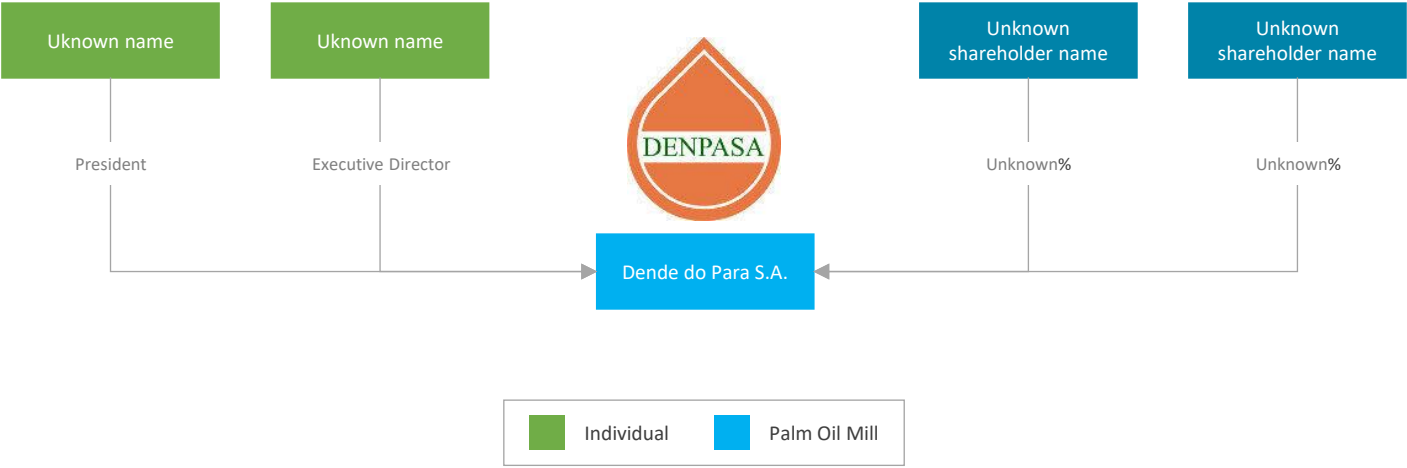 Uknown name
Uknown name
Unknown
shareholder name
Unknown
shareholder name
DENPASA
President
Executive Director
Unknown%
Unknown%
Dende do Para S.A.
Individual
Palm Oil Mill